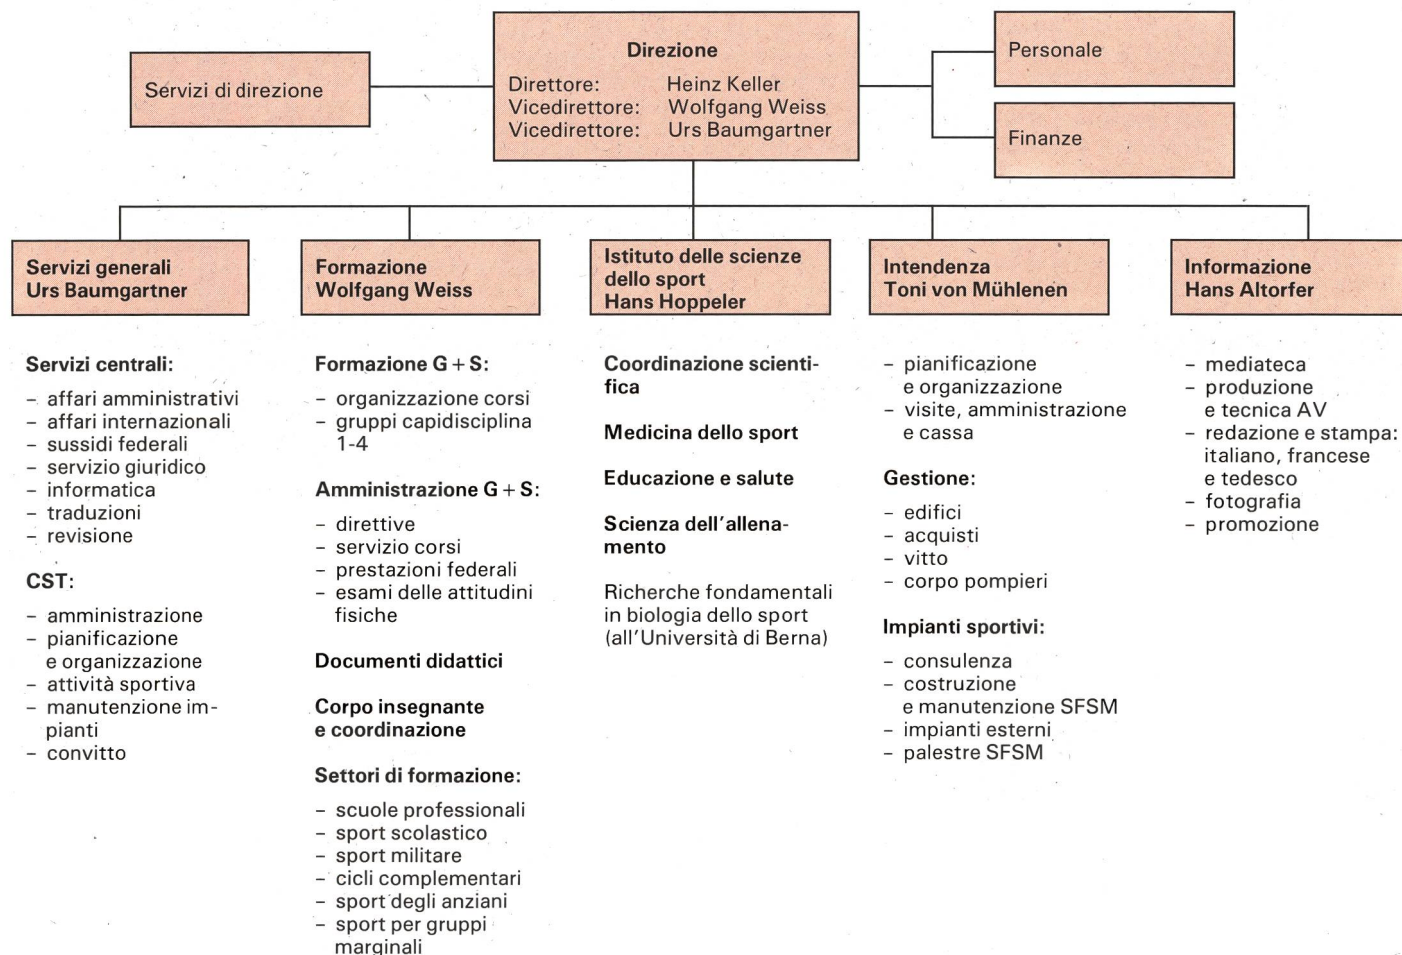 Servizi di direzione
Direzione
Direttore: Heinz Keller
Vicedirettore: Wolfgang Weiss
Vicedirettore: Urs Baumgartner
Personale
Finanze
Servizi generali
Urs Baumgartner
Servizi centrali:
– affari amministrativi
– affari internazionali
– sussidi federali
– servizio giuridico
– informatica
– traduzioni
– revisione
CST:
– amministrazione
– pianificazione
e organizzazione
– attività sportiva
– manutenzione im-
pianti
– convitto
Formazione
Wolfgang Weiss
Formazione G + S:
– organizzazione corsi
– gruppi capidisciplina
1-4
Amministrazione G + S:
– direttive
– servizio corsi
– prestazioni federali
– esami delle attitudini
fisiche
Documenti didattici
Corpo insegnante
e coordinazione
Settori di formazione:
– scuole professionali
– sport scolastico
– sport militare
– cicli complementari
– sport degli anziani
– sport per gruppi
marginali
Istituto delle scienze
dello sport
Hans Hoppeler
Coordinazione scienti-
fica
Medicina dello sport
Educazione e salute
Scienza dell'allena-
mento
Richerche fondamentali
in biologia dello sport
(all'Università di Berna)
Intendenza
Toni von Mühlenen
– pianificazione
e organizzazione
– visite, amministrazione
e cassa
Gestione:
– edifici
– acquisti
– vitto
– corpo pompieri
Impianti sportivi:
– consulenza
– costruzione
e manutenzione SFSM
– impianti esterni
– palestre SFSM
Informazione
Hans Altorfer
– mediateca
– produzione
e tecnica AV
– redazione e stampa:
italiano, francese
e tedesco
– fotografia
– promozione